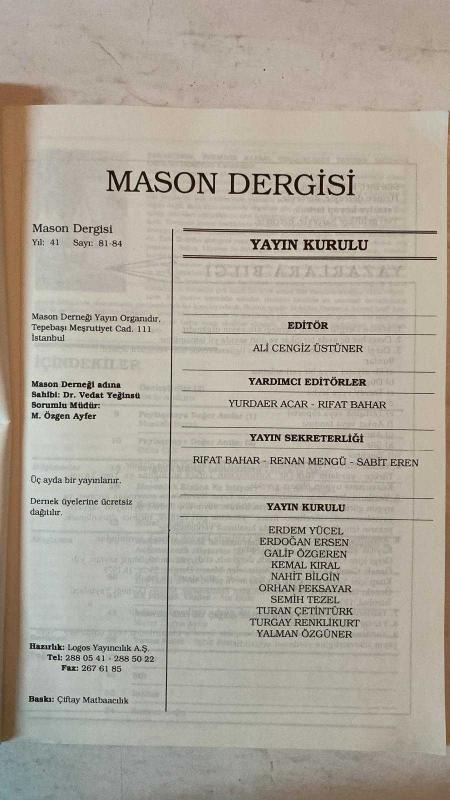 MASON DERGİSİ
Mason Dergisi
Yıl: 41 Sayı: 81-84
Mason Derneği Yayın Organıdır.
Tepebaşı Meşrutiyet Cad. 111
İstanbul
Mason Derneği adına
Sahibi: Dr. Vedat Yeğinsü
Sorumlu Müdür:
M. Özgen Ayfer
Üç ayda bir yayınlanır.
Dernek üyelerine ücretsiz
dağıtılır.
Hazırlık: Logos Yayıncılık A.Ş.
Tel: 288 05 41 - 288 50 22
Fax: 267 61 85
Baskı: Çiftay Matbaacılık
YAYIN KURULU
EDİTÖR
ALİ CENGİZ ÜSTÜNER
YARDIMCI EDİTÖRLER
YURDAER ACAR - RIFAT BAHAR
YAYIN SEKRETERLİĞİ
RIFAT BAHAR - RENAN MENGÜ - SABİT EREN
YAYIN KURULU
ERDEM YÜCEL
ERDOĞAN ERSEN
GALİP ÖZGEREN
KEMAL KIRAL
NAHİT BİLGİN
ORHAN PEKSAYAR
SEMİH TEZEL
TURAN ÇETİNTÜRK
TURGAY RENKLİKURT
YALMAN ÖZGÜNER